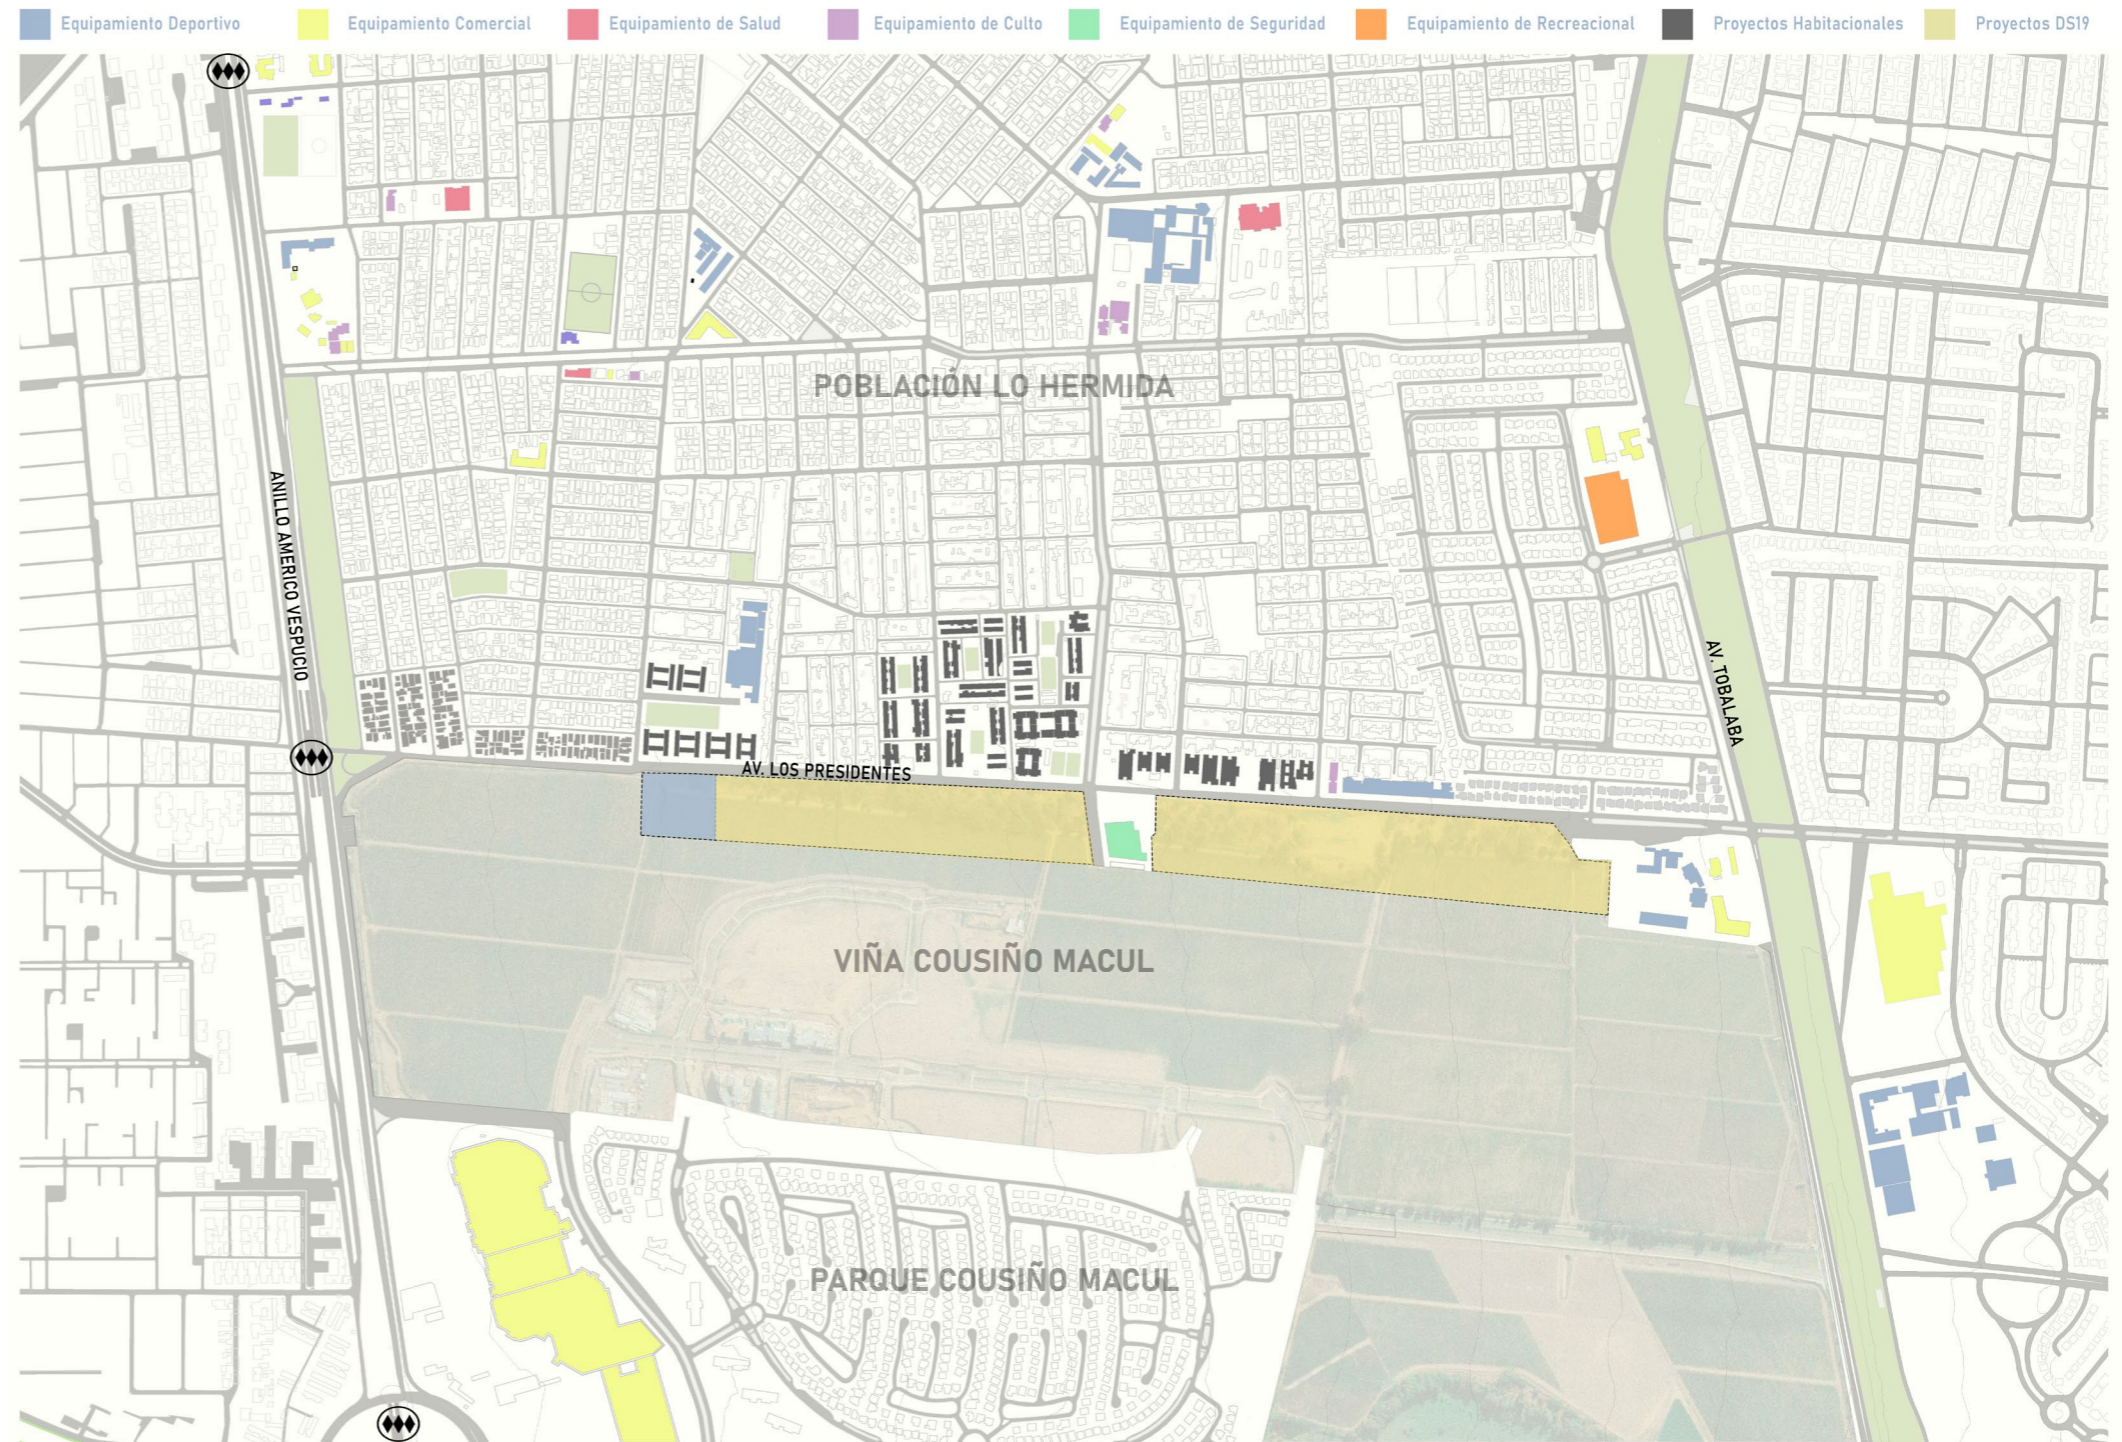 Equipamiento Deportivo
Equipamiento Comercial
Equipamiento de Salud
Equipamiento de Culto
Equipamiento de Seguridad
Equipamiento de Recreacional
Proyectos Habitacionales
Proyectos DS19
POBLACIÓN LO HERMIDA
ANILLO AMERICO VESPUCIO
AV. TOBALABA
AV. LOS PRESIDENTES
VIÑA COUSIÑO MACUL
PARQUE COUSIÑO MACUL